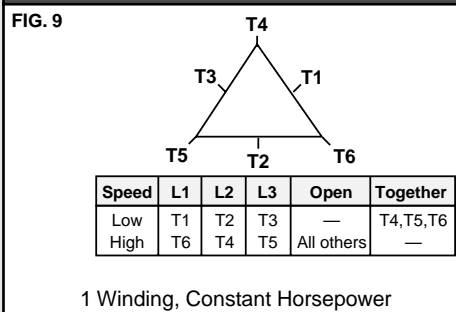 FIG. 9
T4
T3 T1
T5 T2 T6
Speed L1 L2 L3 Open Together
Low T1 T2 T3 — T4,T5,T6
High T6 T4 T5 All others —
1 Winding, Constant Horsepower